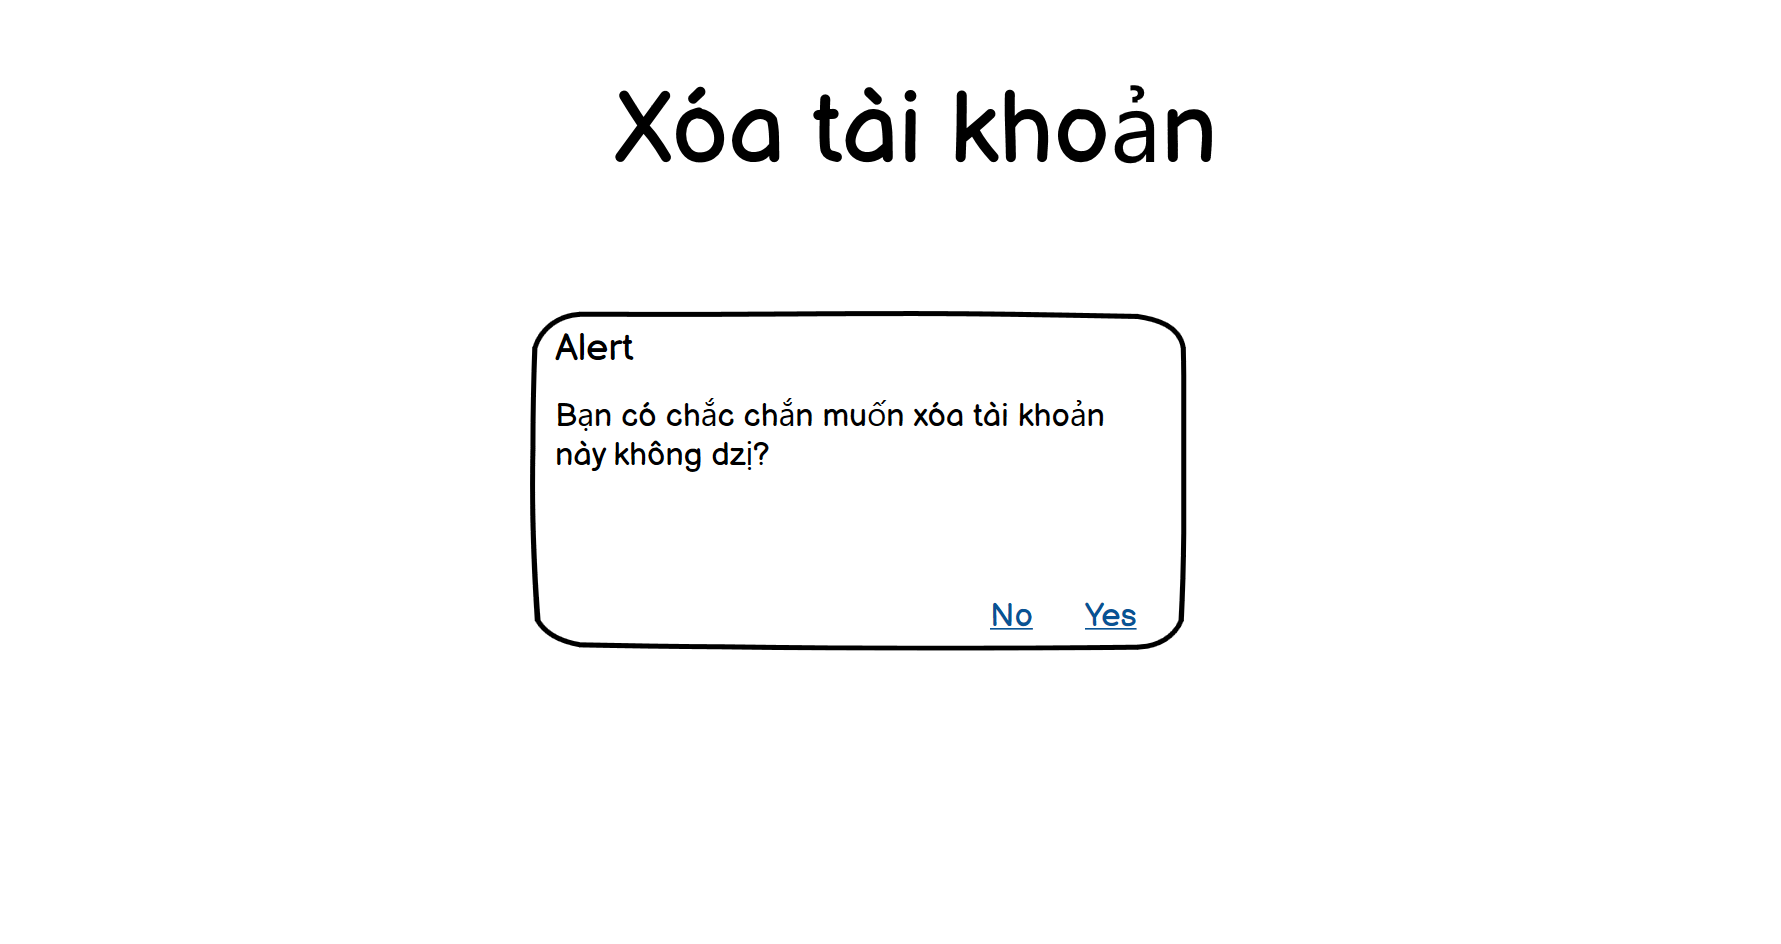 Xóa tài khoản
Alert
Bạn có chắc chắn muốn xóa tài khoản
này không dzị?
No Yes